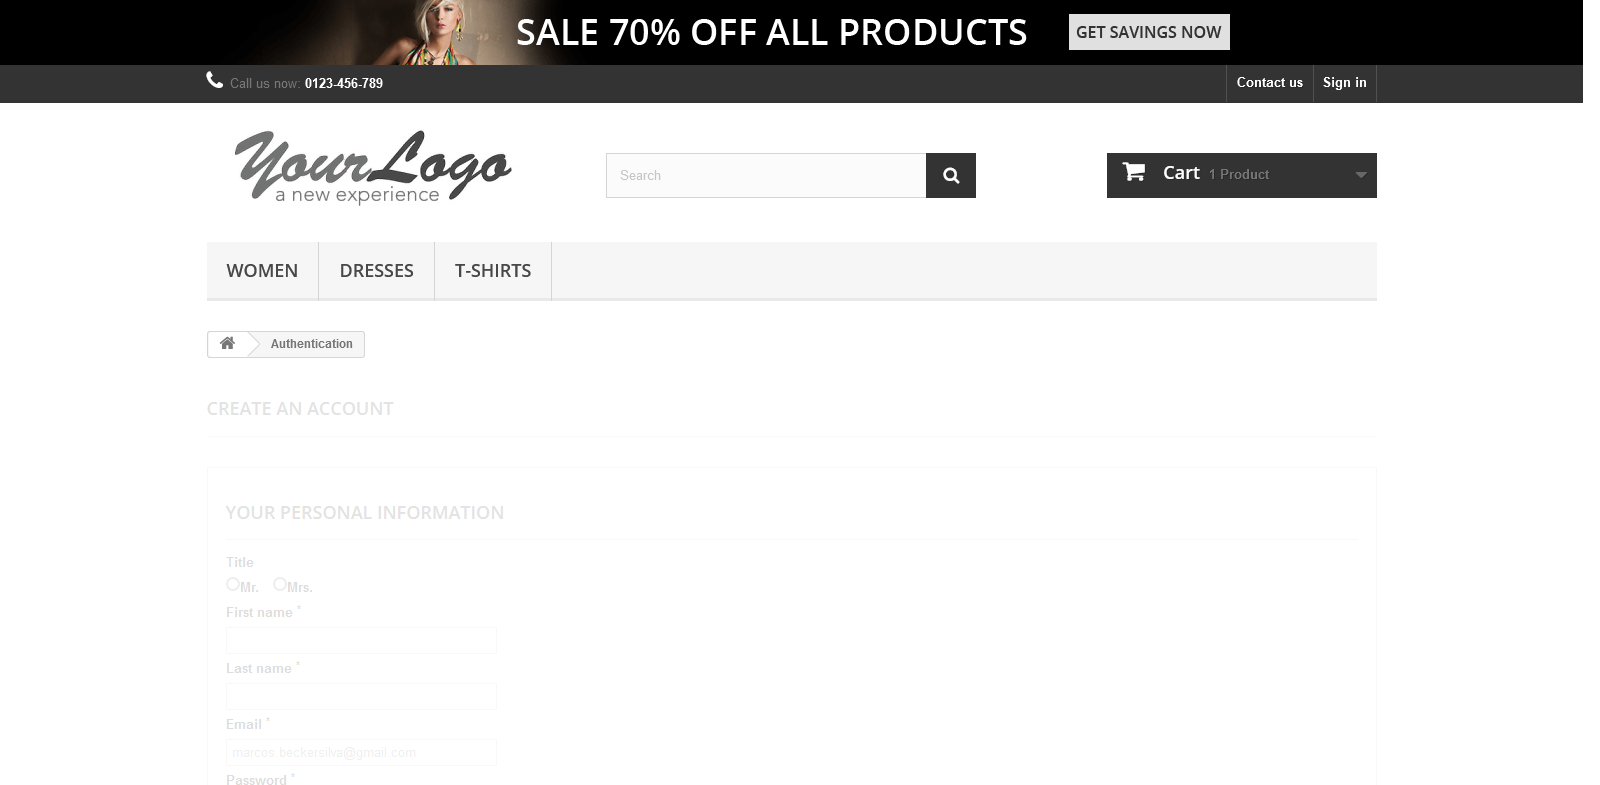 SALE 70% OFF ALL PRODUCTS
GET SAVINGS NOW
Call us now: 0123-456-789
Contact us
Sign in
YourLogo
a new experience
Search
Cart 1 Product
WOMEN
DRESSES
T-SHIRTS
Authentication
CREATE AN ACCOUNT
YOUR PERSONAL INFORMATION
Title
Mr.
Mrs.
First name *
Last name *
Email *
marcos.beckersilva@gmail.com
Password *